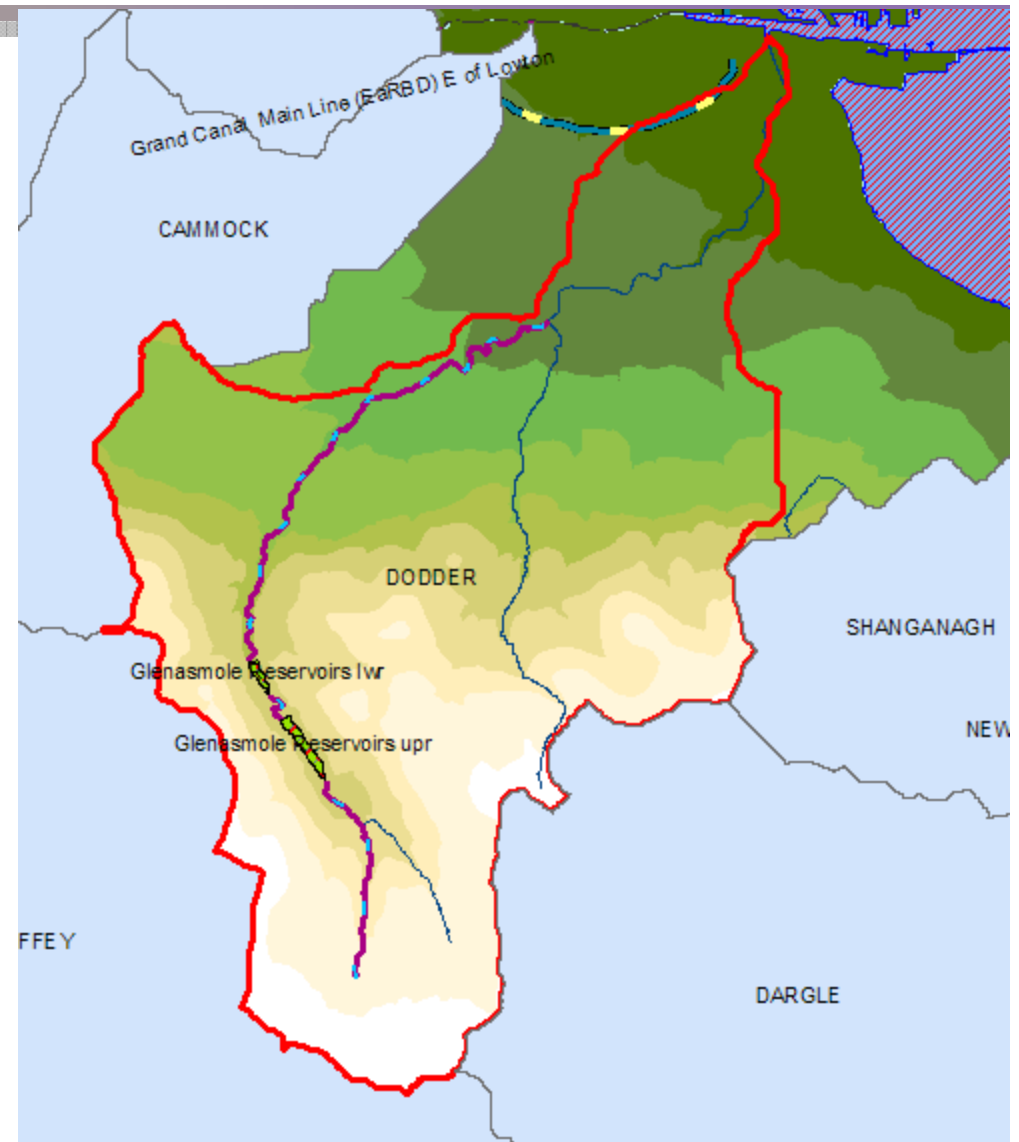 Grand Canal Main Line (EaRBD) E of Lowton
CAMMOCK
DODDER
SHANGANAGH
Glenasmole Reservoirs lwr
NEW
Glenasmole Reservoirs upr
FFEY
DARGLE